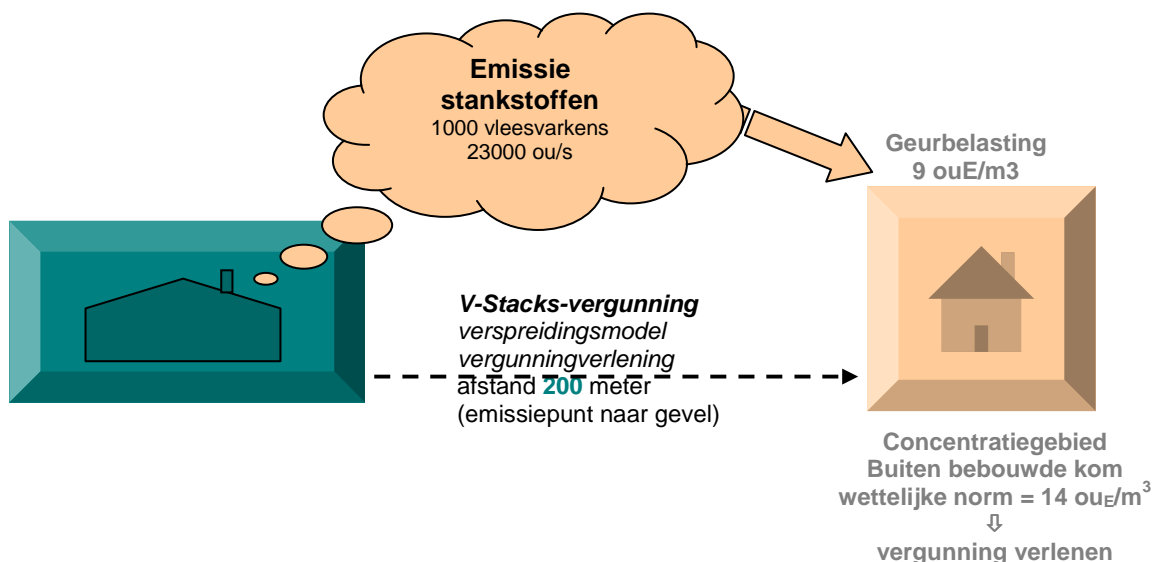 Emissie
stankstoffen
1000 vleesvarkens
23000 ou/s
Geurbelasting
9 ouE/m3
V-Stacks-vergunning
verspreidingsmodel
vergunningverlening
afstand 200 meter
(emissiepunt naar gevel)
Concentratiegebied
Buiten bebouwde kom
wettelijke norm = 14 ouE/m³
⇩
vergunning verlenen